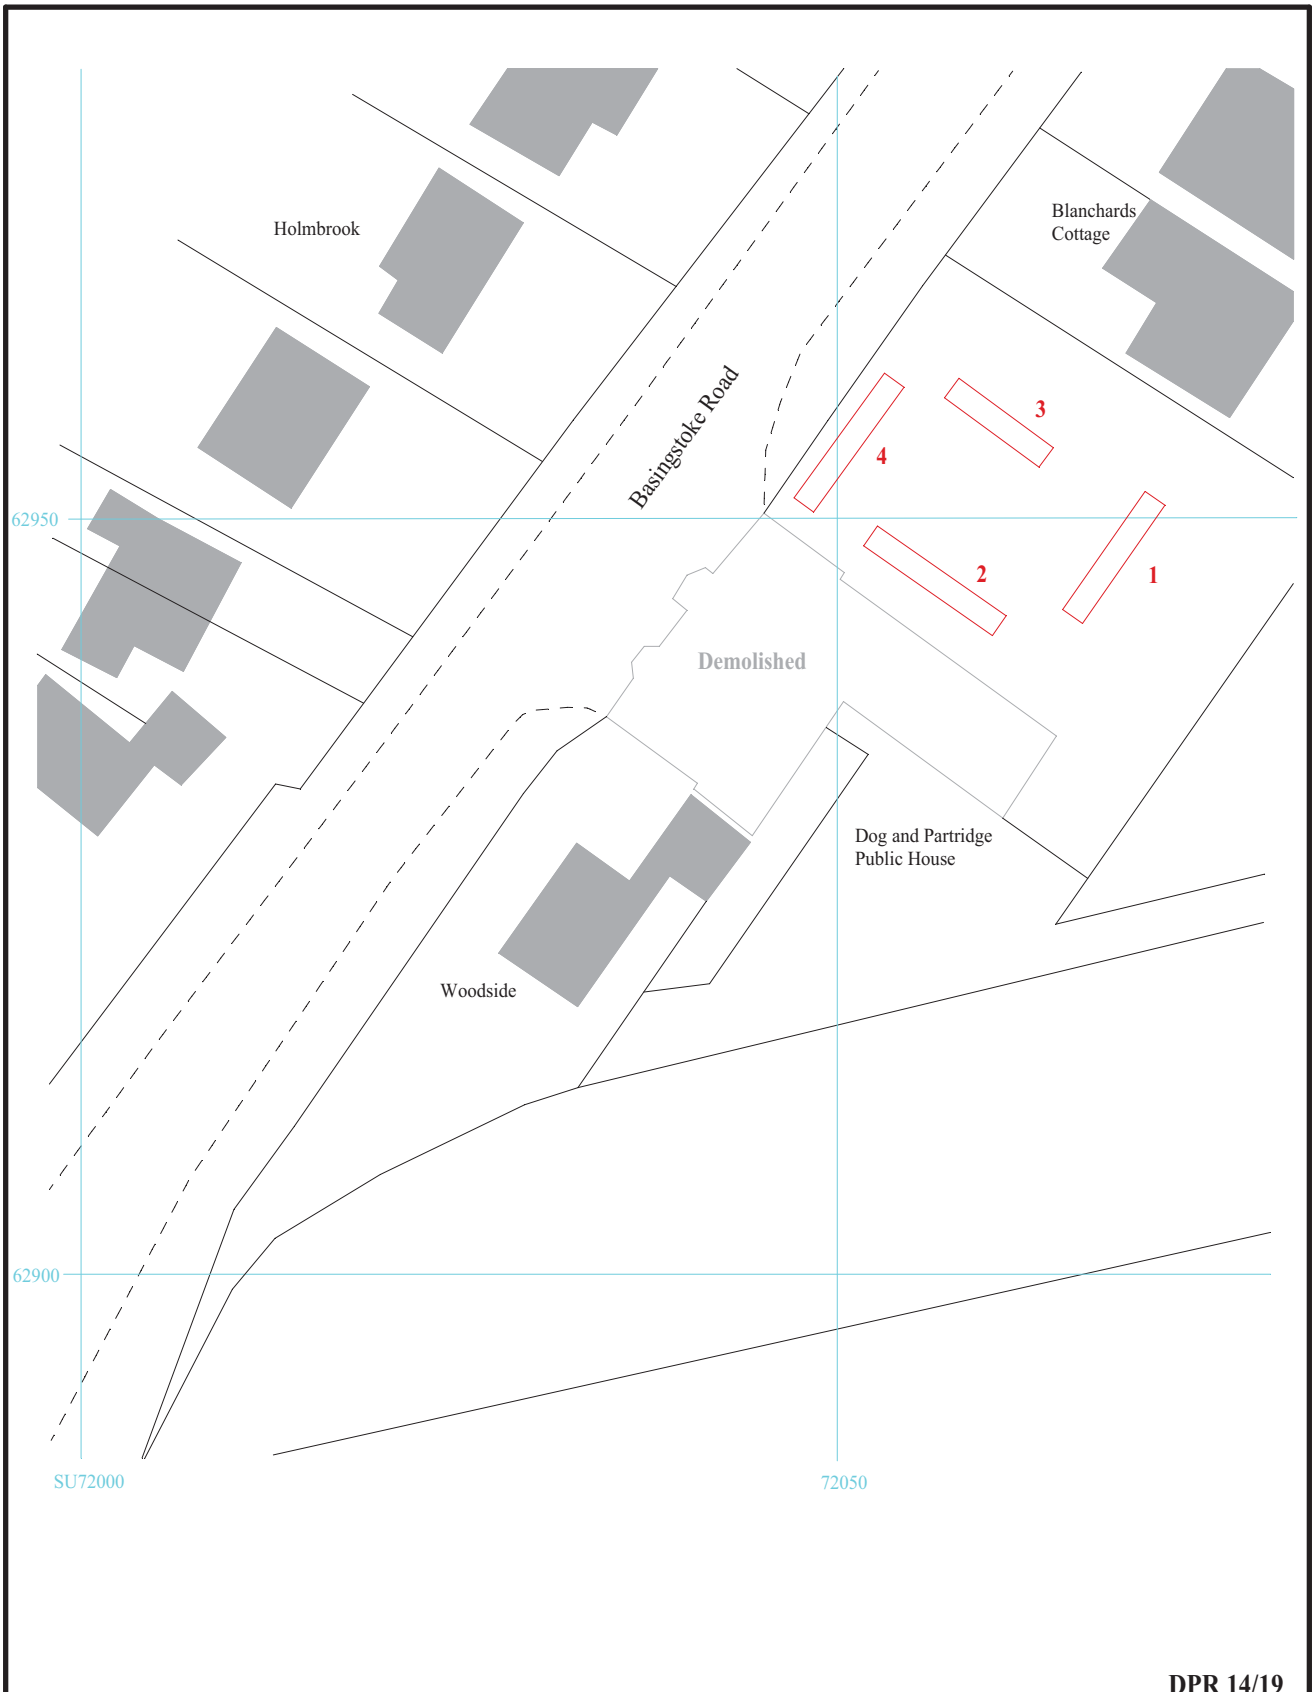 Holmbrook
Blanchards
Cottage
Basingstoke Road
3
4
62950
2
1
Demolished
Dog and Partridge
Public House
Woodside
62900
SU72000
72050
DPR 14/19